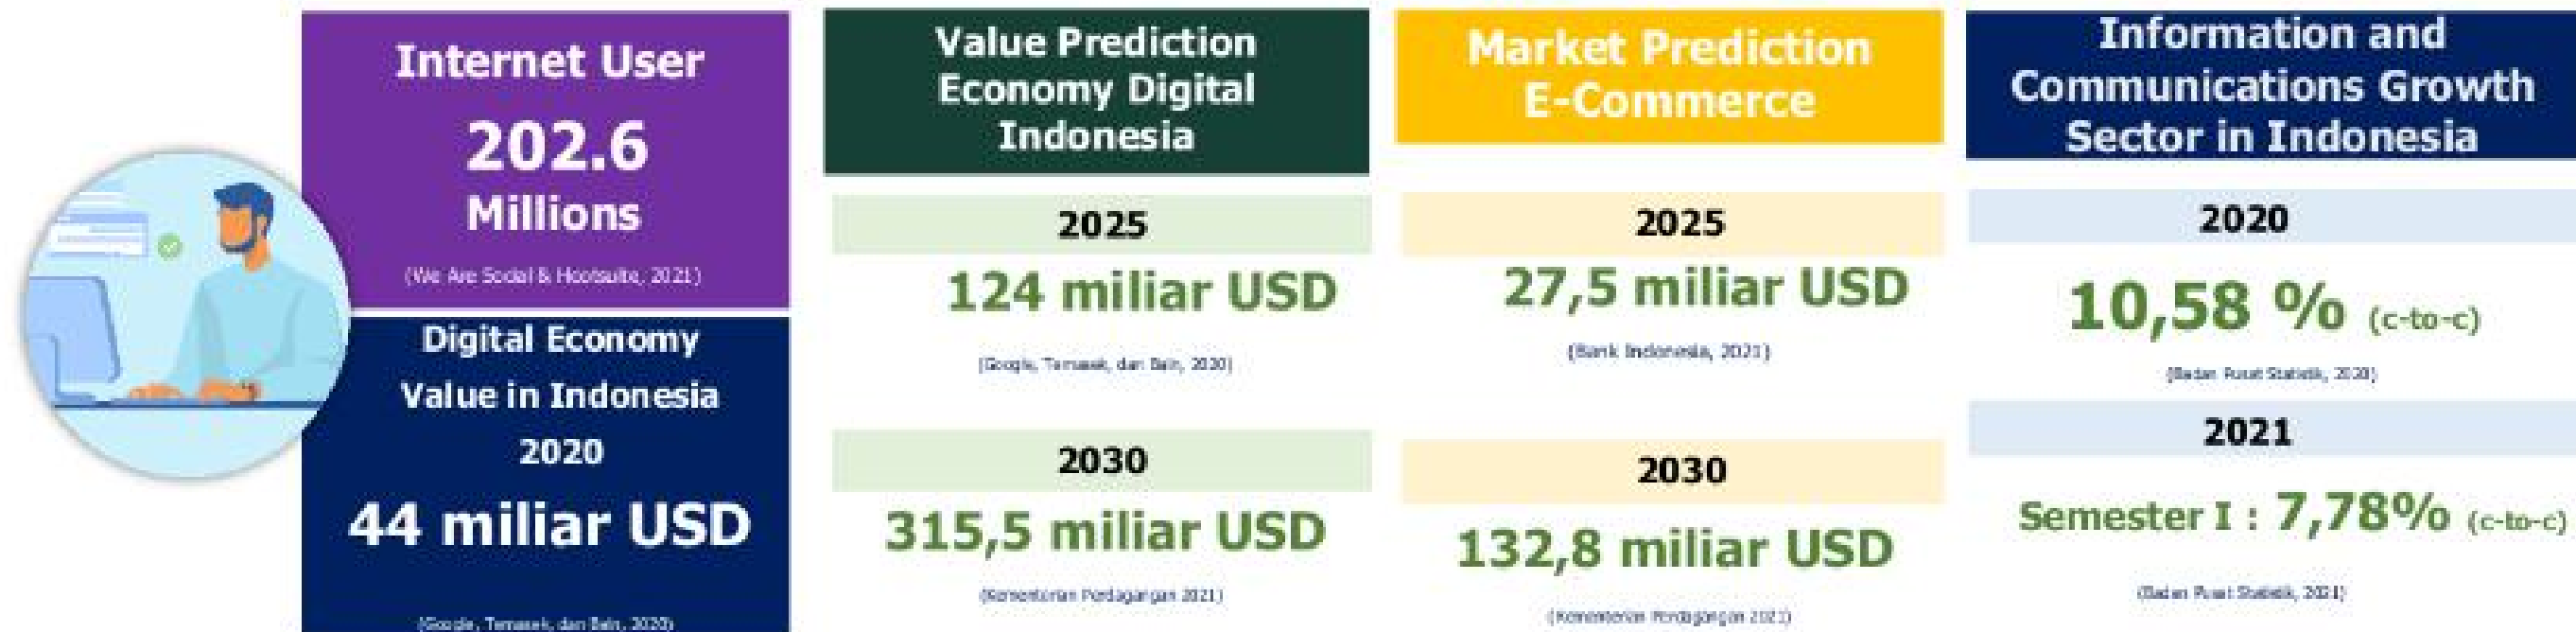 Internet User
202.6
Millions
(We Are Social & Hootsuite, 2021)
Digital Economy
Value in Indonesia
2020
44 miliar USD
(Google, Temasek, dan Bain, 2020)
Value Prediction
Economy Digital
Indonesia
2025
124 miliar USD
(Google, Temasek, dan Bain, 2020)
2030
315,5 miliar USD
(Kementerian Perdagangan 2021)
Market Prediction
E-Commerce
2025
27,5 miliar USD
(Bank Indonesia, 2021)
2030
132,8 miliar USD
(Kementerian Perdagangan 2021)
Information and
Communications Growth
Sector in Indonesia
2020
10,58 % (c-to-c)
(Badan Pusat Statistik, 2020)
2021
Semester I : 7,78% (c-to-c)
(Badan Pusat Statistik, 2021)